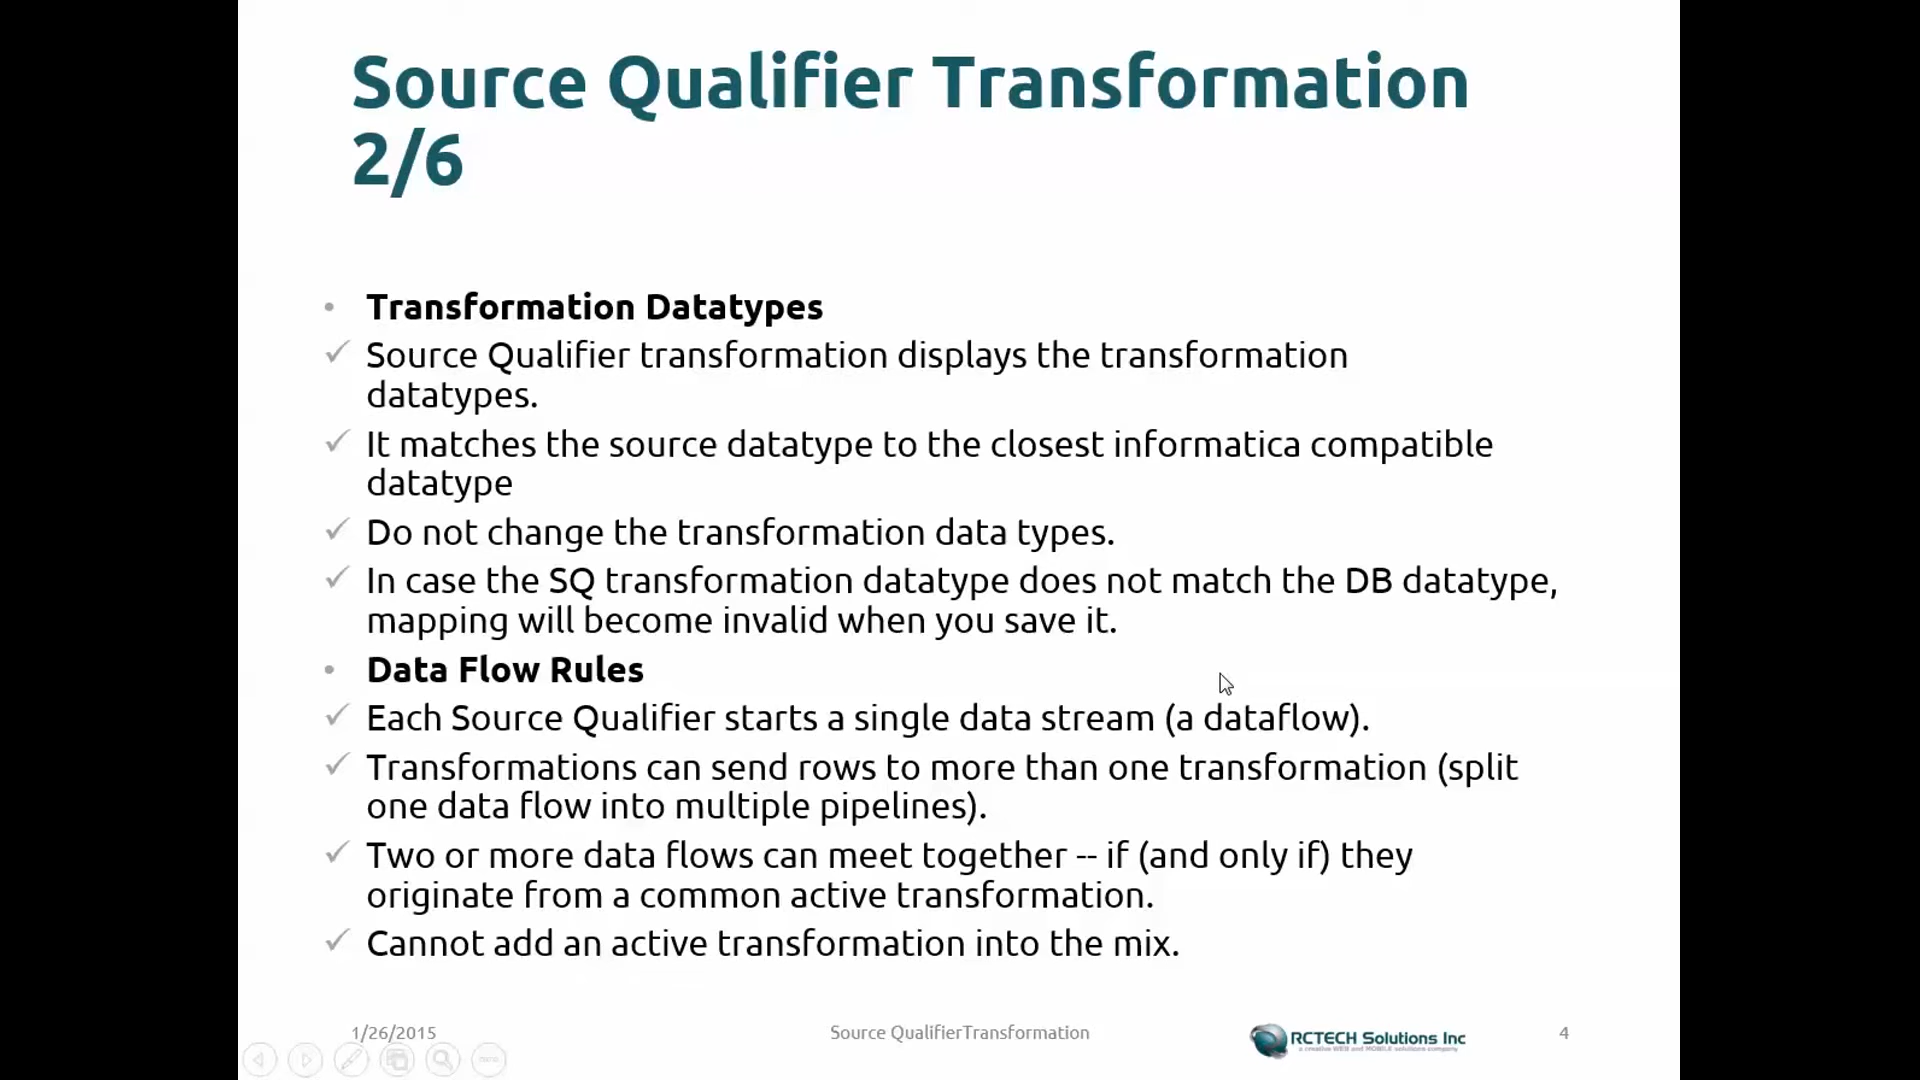 Source Qualifier Transformation
2/6
Transformation Datatypes
Source Qualifier transformation displays the transformation
datatypes.
It matches the source datatype to the closest informatica compatible
datatype
Do not change the transformation data types.
In case the SQ transformation datatype does not match the DB datatype,
mapping will become invalid when you save it.
Data Flow Rules
Each Source Qualifier starts a single data stream (a dataflow).
Transformations can send rows to more than one transformation (split
one data flow into multiple pipelines).
Two or more data flows can meet together -- if (and only if) they
originate from a common active transformation.
Cannot add an active transformation into the mix.
1/26/2015
Source QualifierTransformation
RCTECH Solutions Inc
a creative WEB and MOBILE solutions company
4